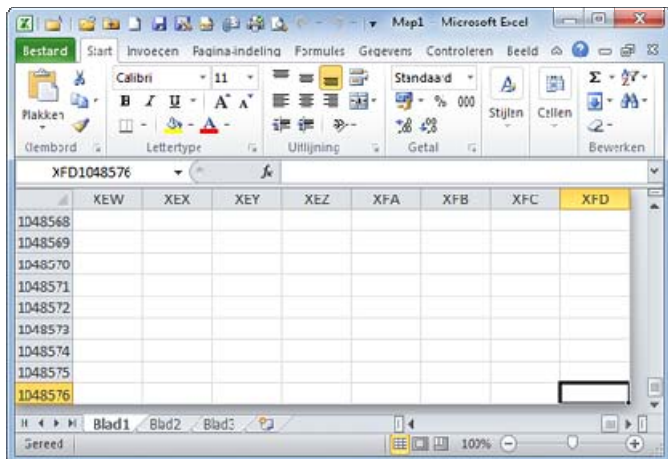 Map1 - Microsoft Excel
Bestand Start Invoegen Pagina-indeling Formules Gegevens Controleren Beeld
Plakken
Klembord
Calibri 11
B I U A A
A
Lettertype
Uitlijning
Standaard
% 000
Getal
Stijlen
Cellen
Σ
Bewerken
XFD1048576 fx
XEW XEX XEY XEZ XFA XFB XFC XFD
1048568
1048569
1048570
1048571
1048572
1048573
1048574
1048575
1048576
Blad1 Blad2 Blad3
Gereed 100%